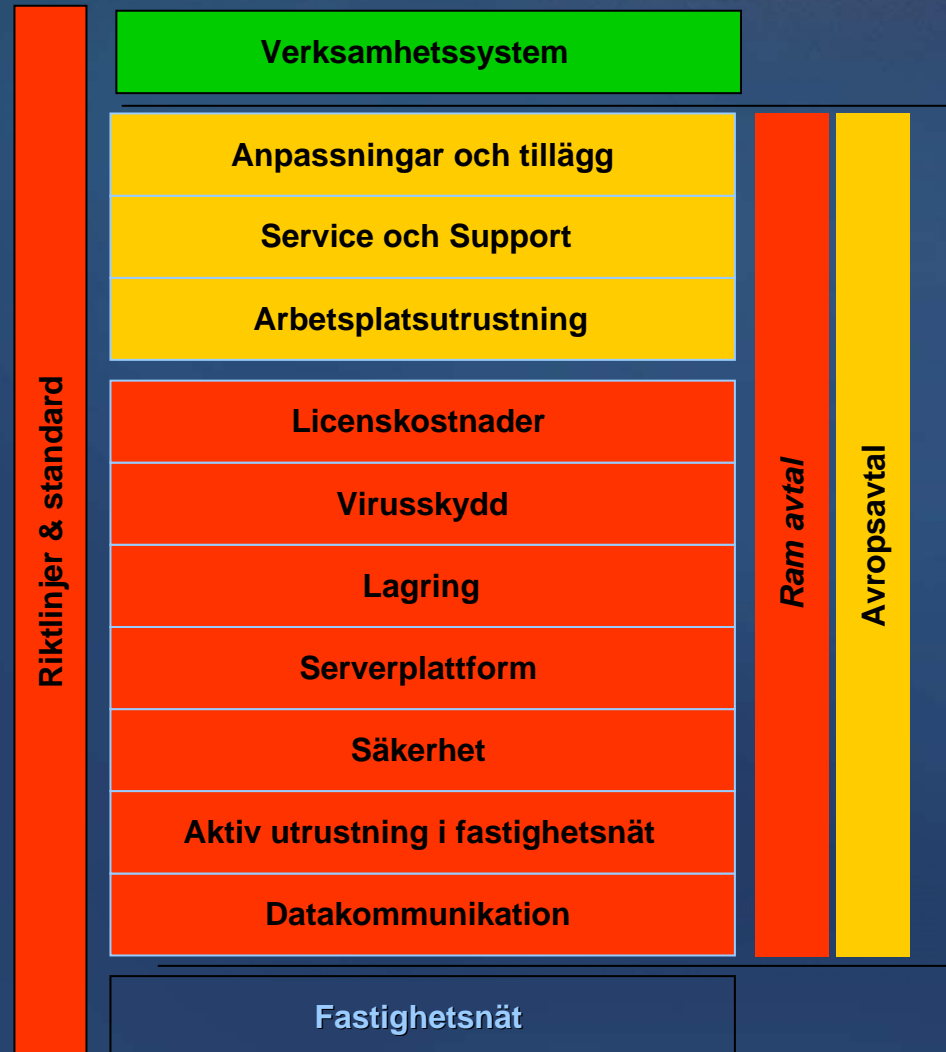 Verksamhetssystem
Anpassningar och tillägg
Service och Support
Arbetsplatsutrustning
Licenskostnader
Virusskydd
Lagring
Serverplattform
Säkerhet
Aktiv utrustning i fastighetsnät
Datakommunikation
Fastighetsnät
Riktlinjer & standard
Ram avtal
Avropsavtal